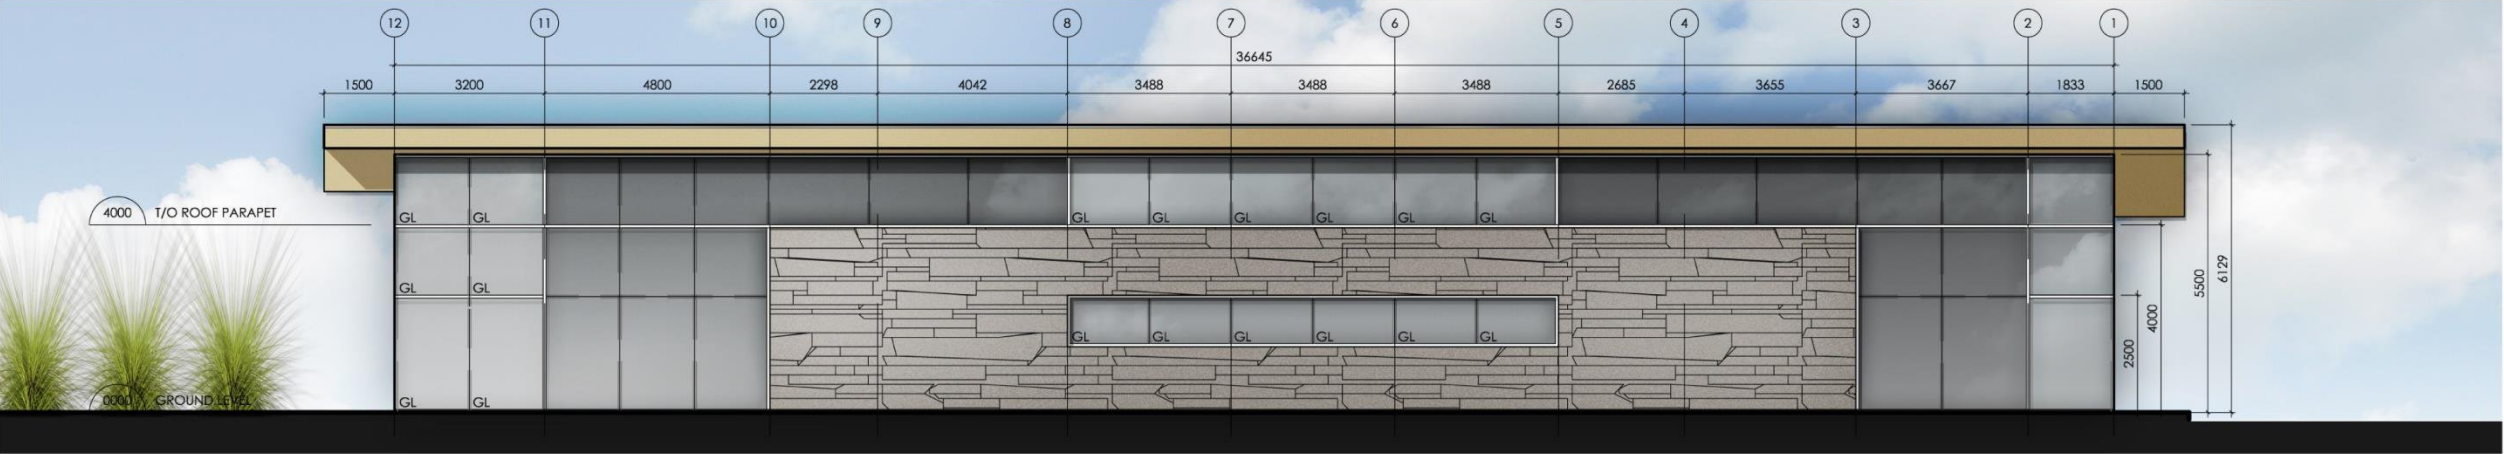 12 11 10 9 8 7 6 5 4 3 2 1
36645
1500 3200 4800 2298 4042 3488 3488 3488 2685 3655 3667 1833 1500
4000 T/O ROOF PARAPET
GL GL GL GL GL GL GL GL
6129
5500
GL GL
4000
GL GL GL GL GL GL
2500
0000 GROUND LEVEL
GL GL